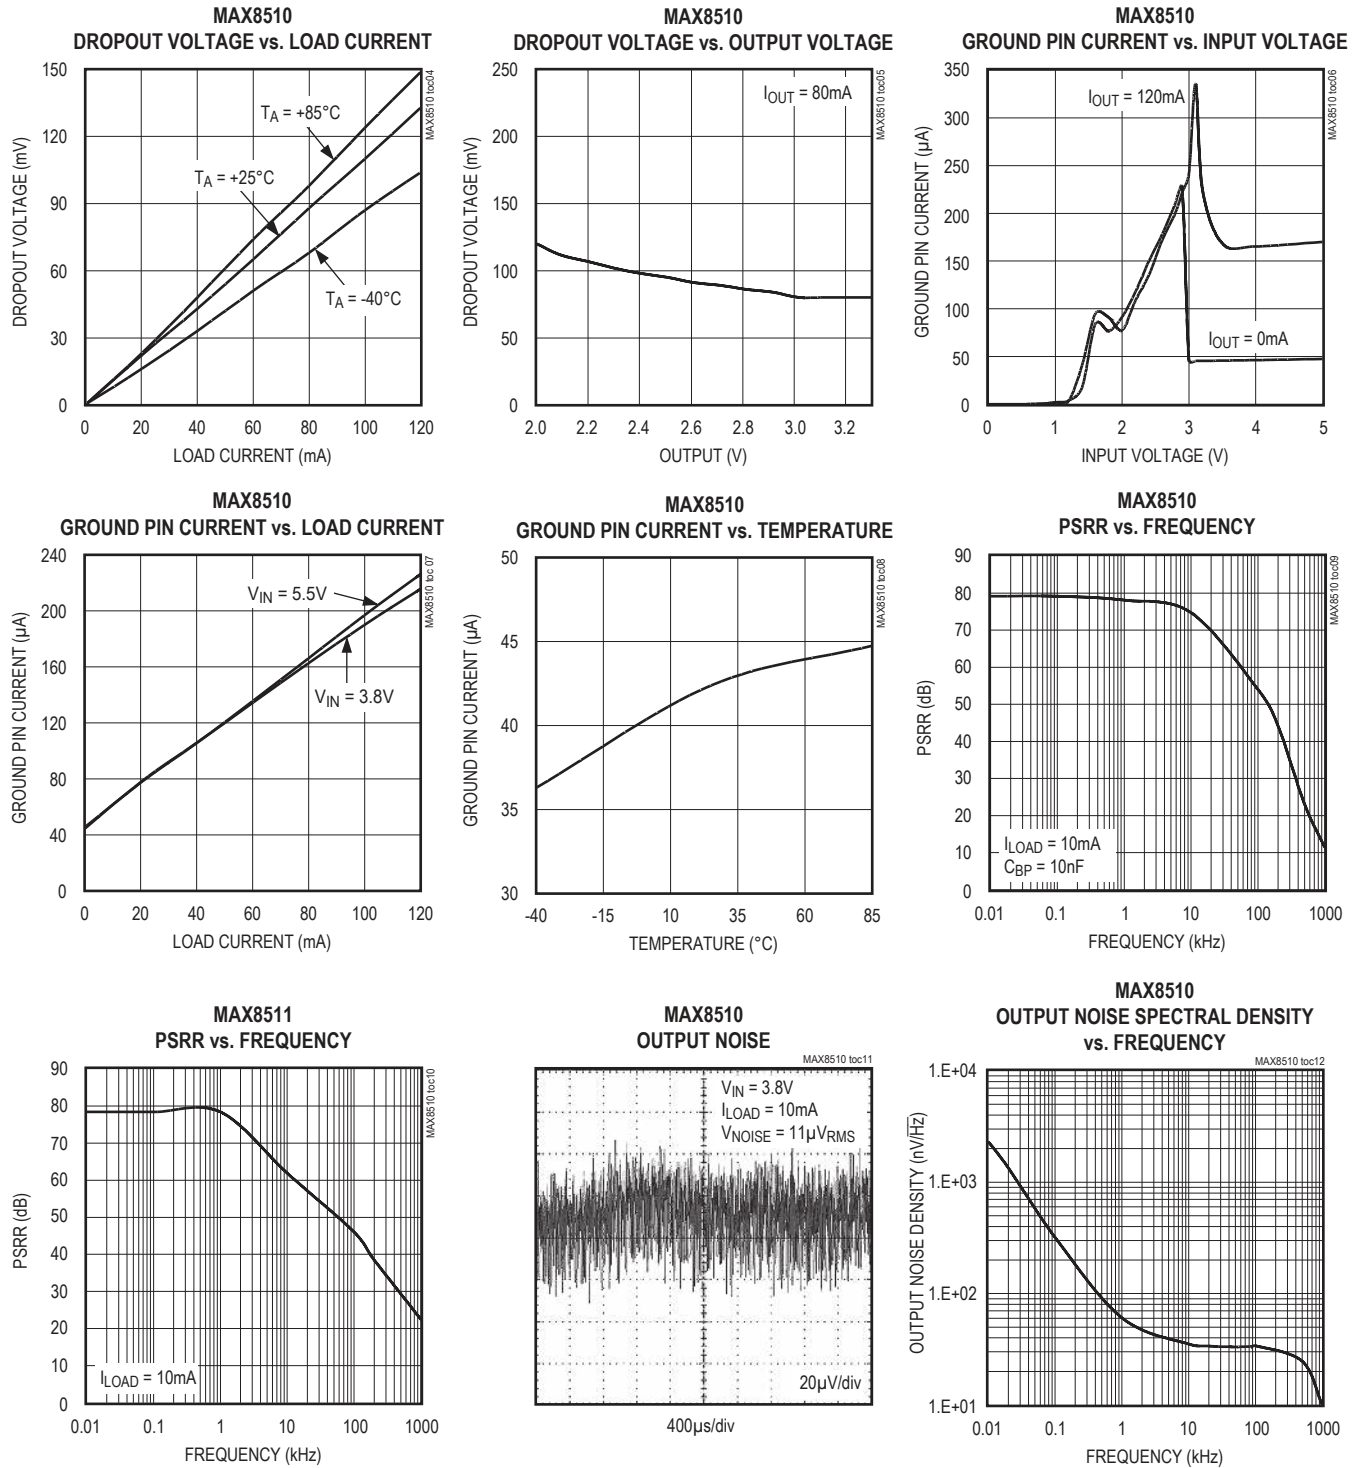 MAX8510
DROPOUT VOLTAGE vs. LOAD CURRENT
MAX8510 toc04
DROPOUT VOLTAGE (mV)
150
120
90
60
30
0
TA = +85°C
TA = +25°C
TA = -40°C
0 20 40 60 80 100 120
LOAD CURRENT (mA)
MAX8510
DROPOUT VOLTAGE vs. OUTPUT VOLTAGE
MAX8510 toc05
DROPOUT VOLTAGE (mV)
250
200
150
100
50
0
IOUT = 80mA
2.0 2.2 2.4 2.6 2.8 3.0 3.2
OUTPUT (V)
MAX8510
GROUND PIN CURRENT vs. INPUT VOLTAGE
MAX8510 toc06
GROUND PIN CURRENT (µA)
350
300
250
200
150
100
50
0
IOUT = 120mA
IOUT = 0mA
0 1 2 3 4 5
INPUT VOLTAGE (V)
MAX8510
GROUND PIN CURRENT vs. LOAD CURRENT
MAX8510 toc 07
GROUND PIN CURRENT (µA)
240
200
160
120
80
40
0
VIN = 5.5V
VIN = 3.8V
0 20 40 60 80 100 120
LOAD CURRENT (mA)
MAX8510
GROUND PIN CURRENT vs. TEMPERATURE
MAX8510 toc08
GROUND PIN CURRENT (µA)
50
45
40
35
30
-40 -15 10 35 60 85
TEMPERATURE (°C)
MAX8510
PSRR vs. FREQUENCY
MAX8510 toc09
PSRR (dB)
90
80
70
60
50
40
30
20
10
0
ILOAD = 10mA
CBP = 10nF
0.01 0.1 1 10 100 1000
FREQUENCY (kHz)
MAX8511
PSRR vs. FREQUENCY
MAX8510 toc10
PSRR (dB)
90
80
70
60
50
40
30
20
10
0
ILOAD = 10mA
0.01 0.1 1 10 100 1000
FREQUENCY (kHz)
MAX8510
OUTPUT NOISE
MAX8510 toc11
VIN = 3.8V
ILOAD = 10mA
VNOISE = 11µVRMS
20µV/div
400µs/div
MAX8510
OUTPUT NOISE SPECTRAL DENSITY
vs. FREQUENCY
MAX8510 toc12
OUTPUT NOISE DENSITY (nV/Hz)
1.E+04
1.E+03
1.E+02
1.E+01
0.01 0.1 1 10 100 1000
FREQUENCY (kHz)